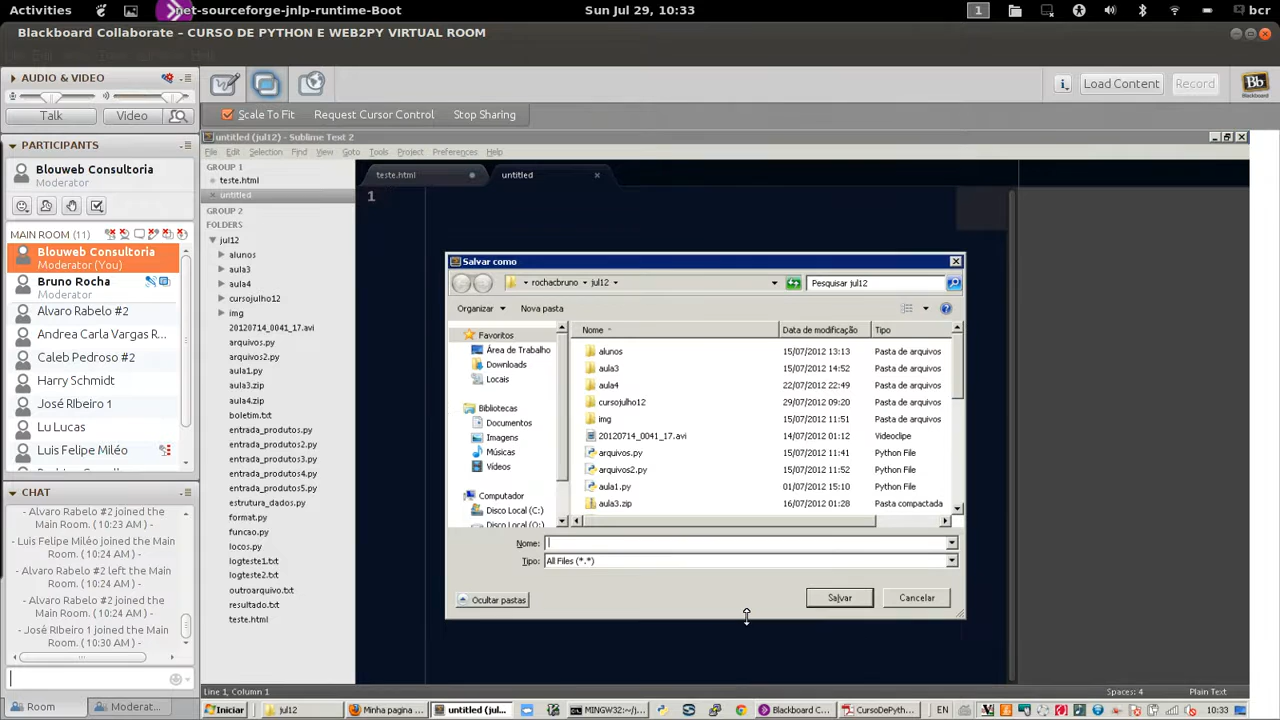 Activities
net-sourceforge-jnlp-runtime-Boot
Sun Jul 29, 10:33
1
bcr
Blackboard Collaborate – CURSO DE PYTHON E WEB2PY VIRTUAL ROOM
AUDIO & VIDEO
Talk
Video
Load Content
Record
Bb
Scale To Fit
Request Cursor Control
Stop Sharing
PARTICIPANTS
Blouweb Consultoria
Moderator
MAIN ROOM (11)
Blouweb Consultoria
Moderator (You)
Bruno Rocha
Moderator
Alvaro Rabelo #2
Andrea Carla Vargas R...
Caleb Pedroso #2
Harry Schmidt
José RIbeiro 1
Lu Lucas
Luis Felipe Miléo
CHAT
- Alvaro Rabelo #2 joined the
Main Room. ( 10:23 AM ) -
- Luis Felipe Miléo joined the Main
Room. ( 10:24 AM ) -
- Alvaro Rabelo #2 left the Main
Room. ( 10:24 AM ) -
- Alvaro Rabelo #2 joined the
Main Room. ( 10:24 AM ) -
- José RIbeiro 1 joined the Main
Room. ( 10:30 AM ) -
Room
Moderat...
untitled (jul12) - Sublime Text 2
File Edit Selection Find View Goto Tools Project Preferences Help
GROUP 1
teste.html
untitled
GROUP 2
FOLDERS
jul12
alunos
aula3
aula4
cursojulho12
img
20120714_0041_17.avi
arquivos.py
arquivos2.py
aula1.py
aula3.zip
aula4.zip
boletim.txt
entrada_produtos.py
entrada_produtos2.py
entrada_produtos3.py
entrada_produtos4.py
entrada_produtos5.py
estrutura_dados.py
format.py
funcao.py
locos.py
logteste1.txt
logteste2.txt
outroarquivo.txt
resultado.txt
teste.html
teste.html
untitled
1
Salvar como
rochacbruno
jul12
Pesquisar jul12
Organizar
Nova pasta
Favoritos
Área de Trabalho
Downloads
Locais
Bibliotecas
Documentos
Imagens
Músicas
Vídeos
Computador
Disco Local (C:)
Disco Local (O:)
Nome Data de modificação Tipo
alunos 15/07/2012 13:13 Pasta de arquivos
aula3 15/07/2012 14:52 Pasta de arquivos
aula4 22/07/2012 22:49 Pasta de arquivos
cursojulho12 29/07/2012 09:20 Pasta de arquivos
img 15/07/2012 11:51 Pasta de arquivos
20120714_0041_17.avi 14/07/2012 01:12 Videoclipe
arquivos.py 15/07/2012 11:41 Python File
arquivos2.py 15/07/2012 11:52 Python File
aula1.py 01/07/2012 15:10 Python File
aula3.zip 16/07/2012 01:28 Pasta compactada
Nome:
Tipo: All Files (*.*)
Ocultar pastas
Salvar
Cancelar
Line 1, Column 1
Spaces: 4
Plain Text
Iniciar
jul12
Minha pagina ...
untitled (jul...
MINGW32:~/j...
Blackboard C...
CursoDePyth...
EN
10:33